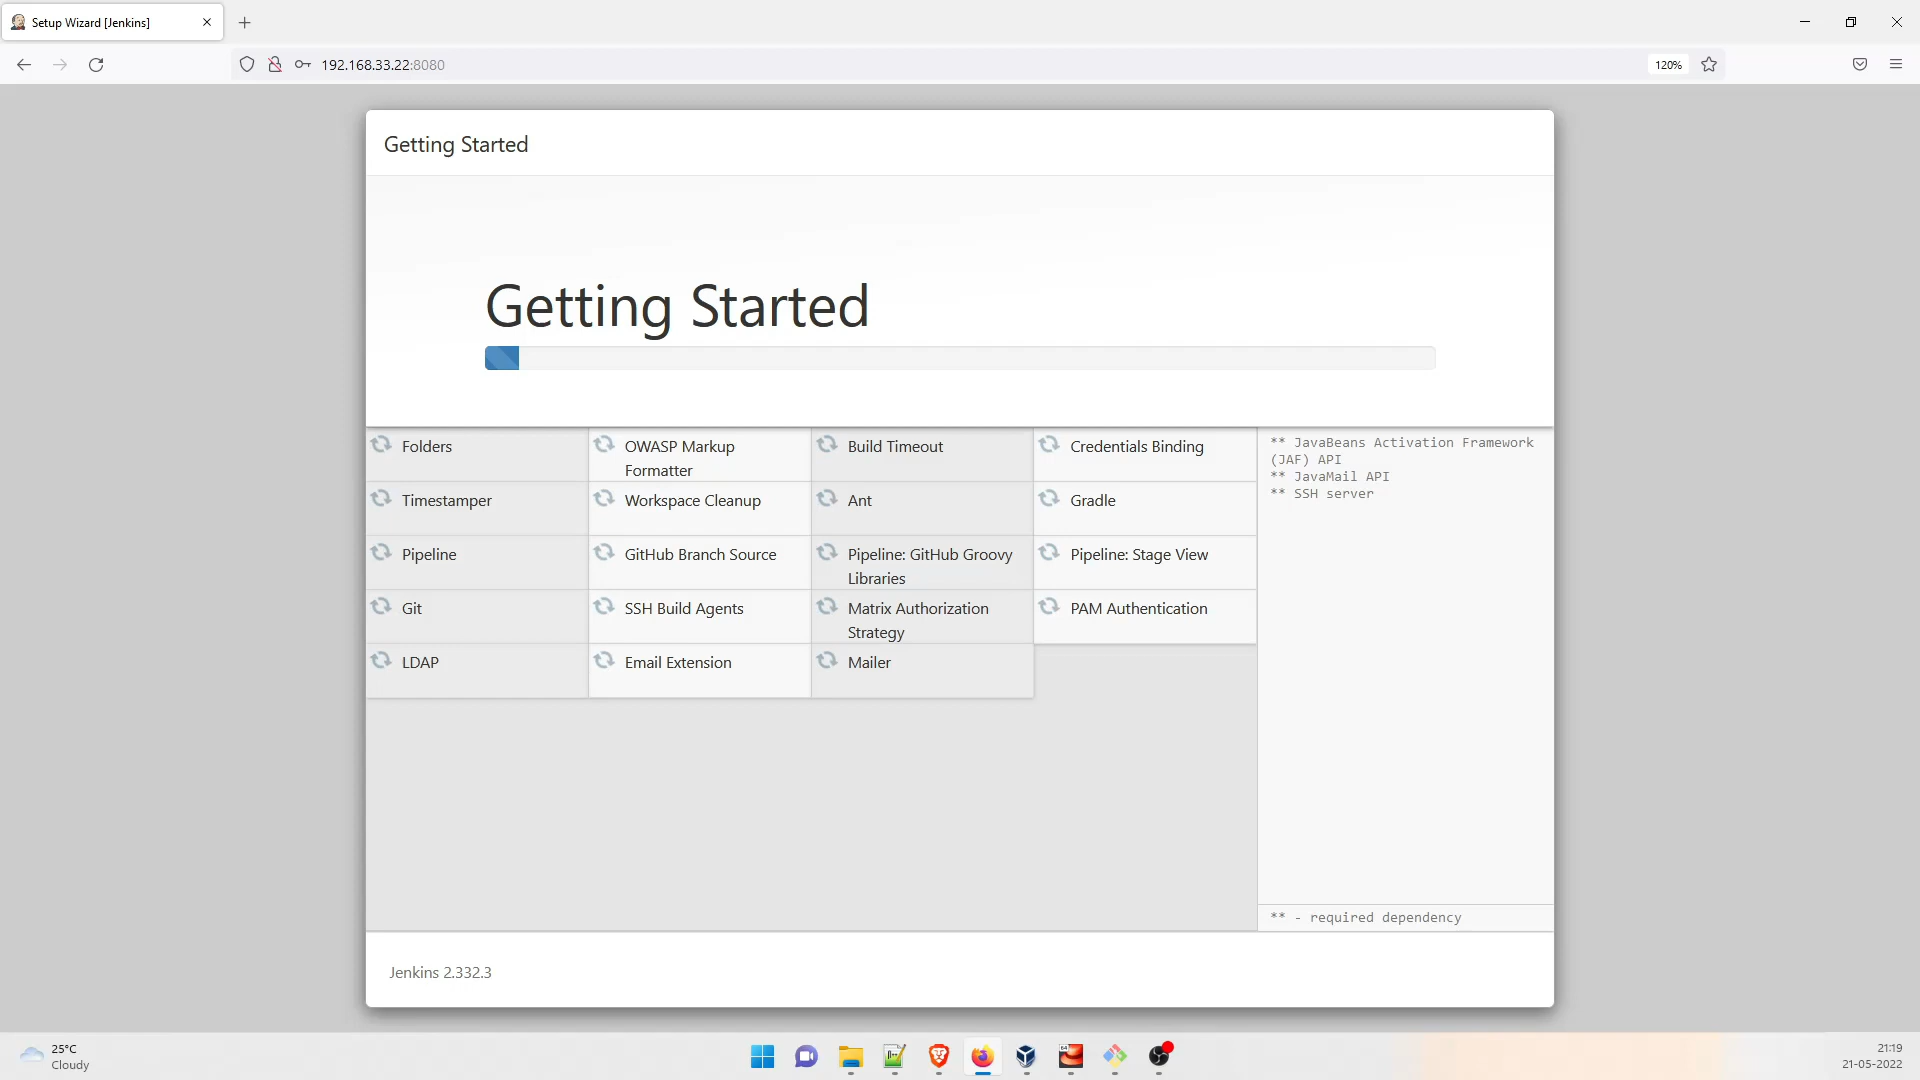 Setup Wizard [Jenkins]
192.168.33.22:8080
120%
Getting Started
Getting Started
Folders
OWASP Markup
Formatter
Build Timeout
Credentials Binding
Timestamper
Workspace Cleanup
Ant
Gradle
Pipeline
GitHub Branch Source
Pipeline: GitHub Groovy
Libraries
Pipeline: Stage View
Git
SSH Build Agents
Matrix Authorization
Strategy
PAM Authentication
LDAP
Email Extension
Mailer
** JavaBeans Activation Framework
(JAF) API
** JavaMail API
** SSH server
** - required dependency
Jenkins 2.332.3
25°C
Cloudy
21:19
21-05-2022